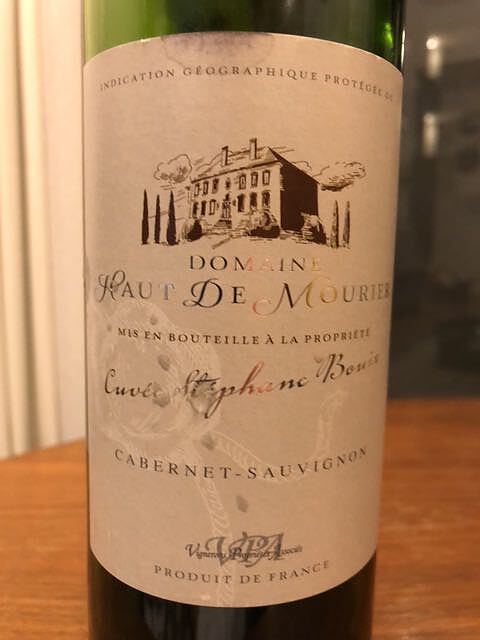 INDICATION GÉOGRAPHIQUE PROTÉGÉE OC
DOMAINE
HAUT DE MOURIER
MIS EN BOUTEILLE À LA PROPRIÉTÉ
Cuvée Stéphane Bouix
CABERNET-SAUVIGNON
VPA
Vignerons Propriétés Associés
PRODUIT DE FRANCE